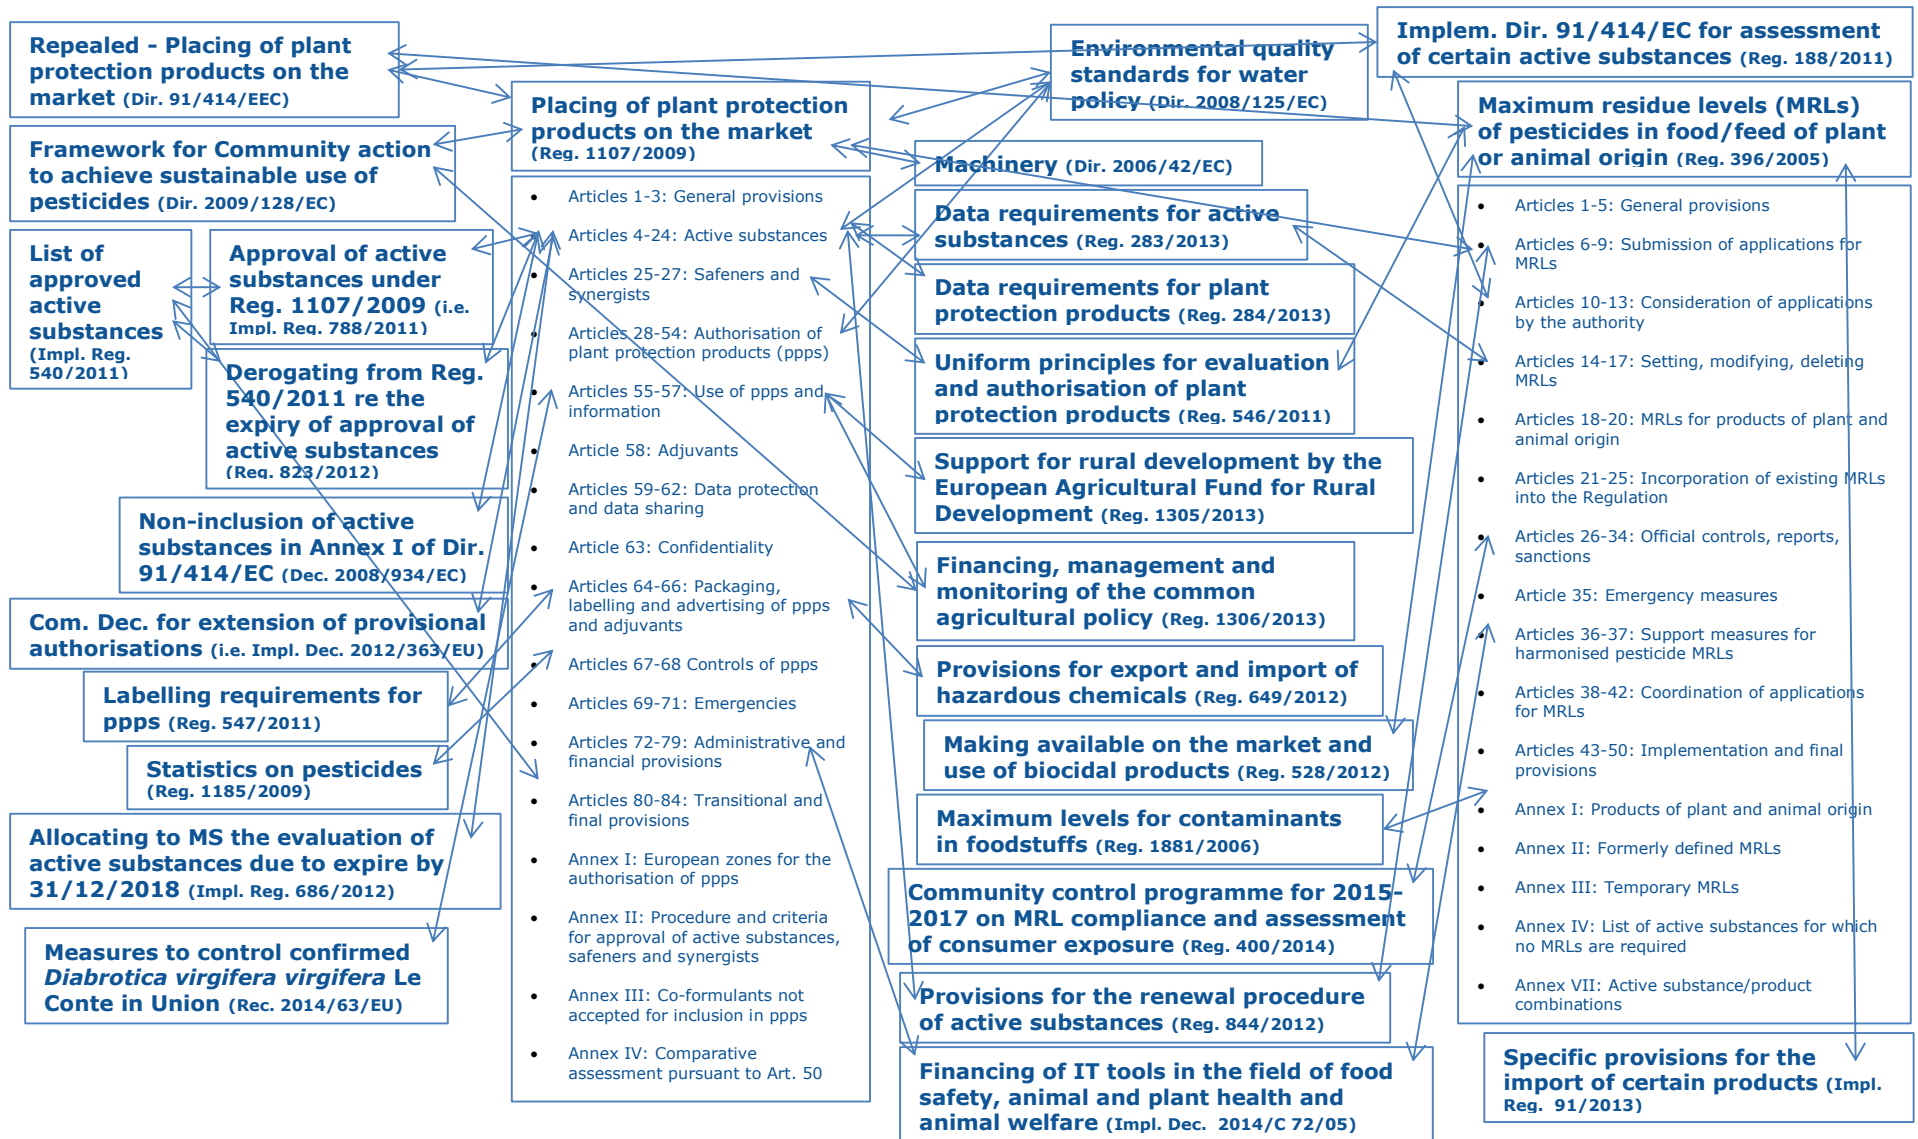 Repealed - Placing of plant
protection products on the
market (Dir. 91/414/EEC)
Framework for Community action
to achieve sustainable use of
pesticides (Dir. 2009/128/EC)
List of
approved
active
substances
(Impl. Reg.
540/2011)
Approval of active
substances under
Reg. 1107/2009 (i.e.
Impl. Reg. 788/2011)
Derogating from Reg.
540/2011 re the
expiry of approval of
active substances
(Reg. 823/2012)
Non-inclusion of active
substances in Annex I of Dir.
91/414/EC (Dec. 2008/934/EC)
Com. Dec. for extension of provisional
authorisations (i.e. Impl. Dec. 2012/363/EU)
Labelling requirements for
ppps (Reg. 547/2011)
Statistics on pesticides
(Reg. 1185/2009)
Allocating to MS the evaluation of
active substances due to expire by
31/12/2018 (Impl. Reg. 686/2012)
Measures to control confirmed
Diabrotica virgifera virgifera Le
Conte in Union (Rec. 2014/63/EU)
Placing of plant protection
products on the market
(Reg. 1107/2009)
• Articles 1-3: General provisions
• Articles 4-24: Active substances
• Articles 25-27: Safeners and
synergists
• Articles 28-54: Authorisation of
plant protection products (ppps)
• Articles 55-57: Use of ppps and
information
• Article 58: Adjuvants
• Articles 59-62: Data protection
and data sharing
• Article 63: Confidentiality
• Articles 64-66: Packaging,
labelling and advertising of ppps
and adjuvants
• Articles 67-68 Controls of ppps
• Articles 69-71: Emergencies
• Articles 72-79: Administrative and
financial provisions
• Articles 80-84: Transitional and
final provisions
• Annex I: European zones for the
authorisation of ppps
• Annex II: Procedure and criteria
for approval of active substances,
safeners and synergists
• Annex III: Co-formulants not
accepted for inclusion in ppps
• Annex IV: Comparative
assessment pursuant to Art. 50
Environmental quality
standards for water
policy (Dir. 2008/125/EC)
Machinery (Dir. 2006/42/EC)
Data requirements for active
substances (Reg. 283/2013)
Data requirements for plant
protection products (Reg. 284/2013)
Uniform principles for evaluation
and authorisation of plant
protection products (Reg. 546/2011)
Support for rural development by the
European Agricultural Fund for Rural
Development (Reg. 1305/2013)
Financing, management and
monitoring of the common
agricultural policy (Reg. 1306/2013)
Provisions for export and import of
hazardous chemicals (Reg. 649/2012)
Making available on the market and
use of biocidal products (Reg. 528/2012)
Maximum levels for contaminants
in foodstuffs (Reg. 1881/2006)
Community control programme for 2015-
2017 on MRL compliance and assessment
of consumer exposure (Reg. 400/2014)
Provisions for the renewal procedure
of active substances (Reg. 844/2012)
Financing of IT tools in the field of food
safety, animal and plant health and
animal welfare (Impl. Dec. 2014/C 72/05)
Implem. Dir. 91/414/EC for assessment
of certain active substances (Reg. 188/2011)
Maximum residue levels (MRLs)
of pesticides in food/feed of plant
or animal origin (Reg. 396/2005)
• Articles 1-5: General provisions
• Articles 6-9: Submission of applications for
MRLs
• Articles 10-13: Consideration of applications
by the authority
• Articles 14-17: Setting, modifying, deleting
MRLs
• Articles 18-20: MRLs for products of plant and
animal origin
• Articles 21-25: Incorporation of existing MRLs
into the Regulation
• Articles 26-34: Official controls, reports,
sanctions
• Article 35: Emergency measures
• Articles 36-37: Support measures for
harmonised pesticide MRLs
• Articles 38-42: Coordination of applications
for MRLs
• Articles 43-50: Implementation and final
provisions
• Annex I: Products of plant and animal origin
• Annex II: Formerly defined MRLs
• Annex III: Temporary MRLs
• Annex IV: List of active substances for which
no MRLs are required
• Annex VII: Active substance/product
combinations
Specific provisions for the
import of certain products (Impl.
Reg. 91/2013)